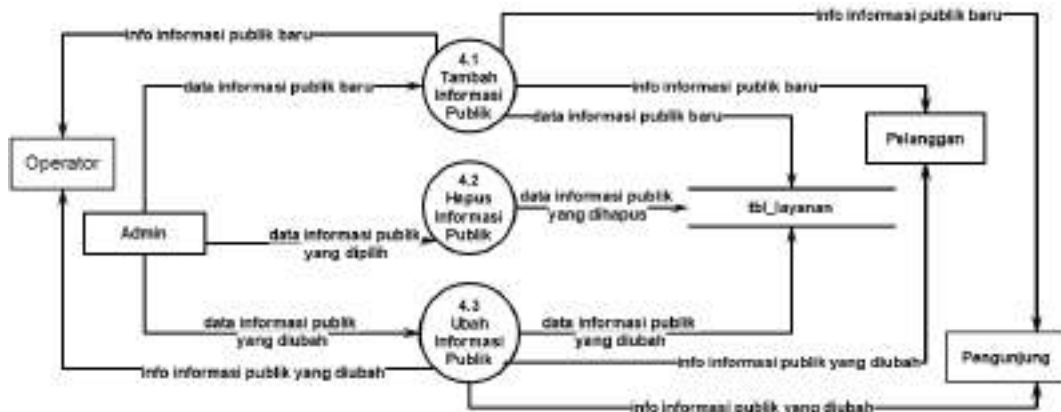 info informasi publik baru
info informasi publik baru
4.1
Tambah
Informasi
Publik
data informasi publik baru
info informasi publik baru
data informasi publik baru
Pelanggan
Operator
4.2
Hapus
Informasi
Publik
data informasi publik
yang dihapus
tbl_layanan
Admin
data informasi publik
yang dipilih
4.3
Ubah
Informasi
Publik
data informasi publik
yang diubah
data informasi publik
yang diubah
info informasi publik yang diubah
Pengunjung
info informasi publik yang diubah
info informasi publik yang diubah